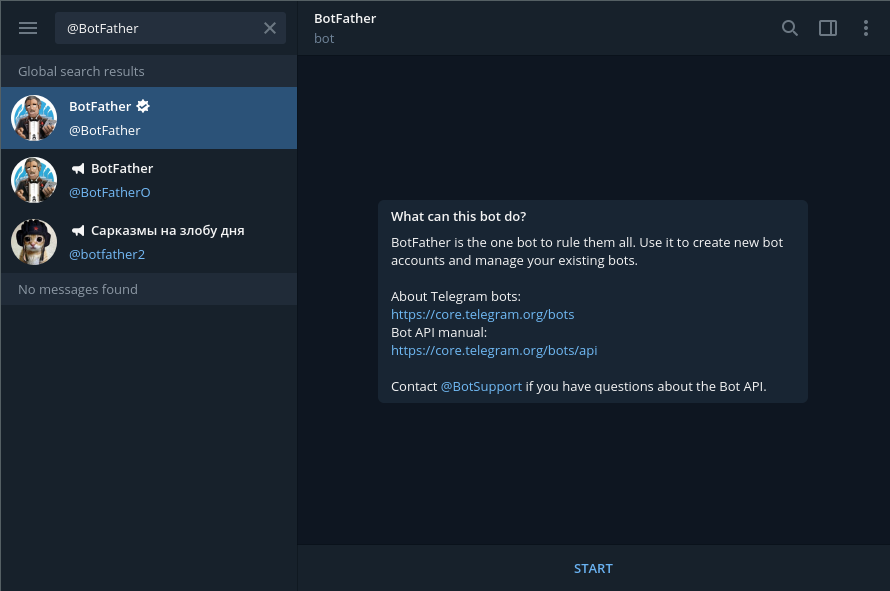 @BotFather
Global search results
BotFather
@BotFather
BotFather
@BotFatherO
Сарказмы на злобу дня
@botfather2
No messages found
BotFather
bot
What can this bot do?
BotFather is the one bot to rule them all. Use it to create new bot
accounts and manage your existing bots.
About Telegram bots:
https://core.telegram.org/bots
Bot API manual:
https://core.telegram.org/bots/api
Contact @BotSupport if you have questions about the Bot API.
START